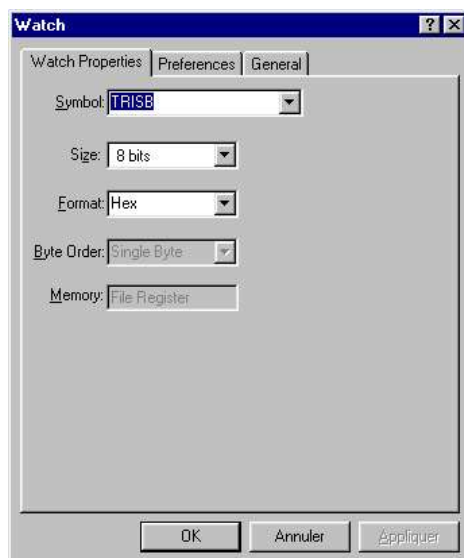 Watch
Watch Properties Preferences General
Symbol: TRISB
Size: 8 bits
Format: Hex
Byte Order: Single Byte
Memory: File Register
OK Annuler Appliquer